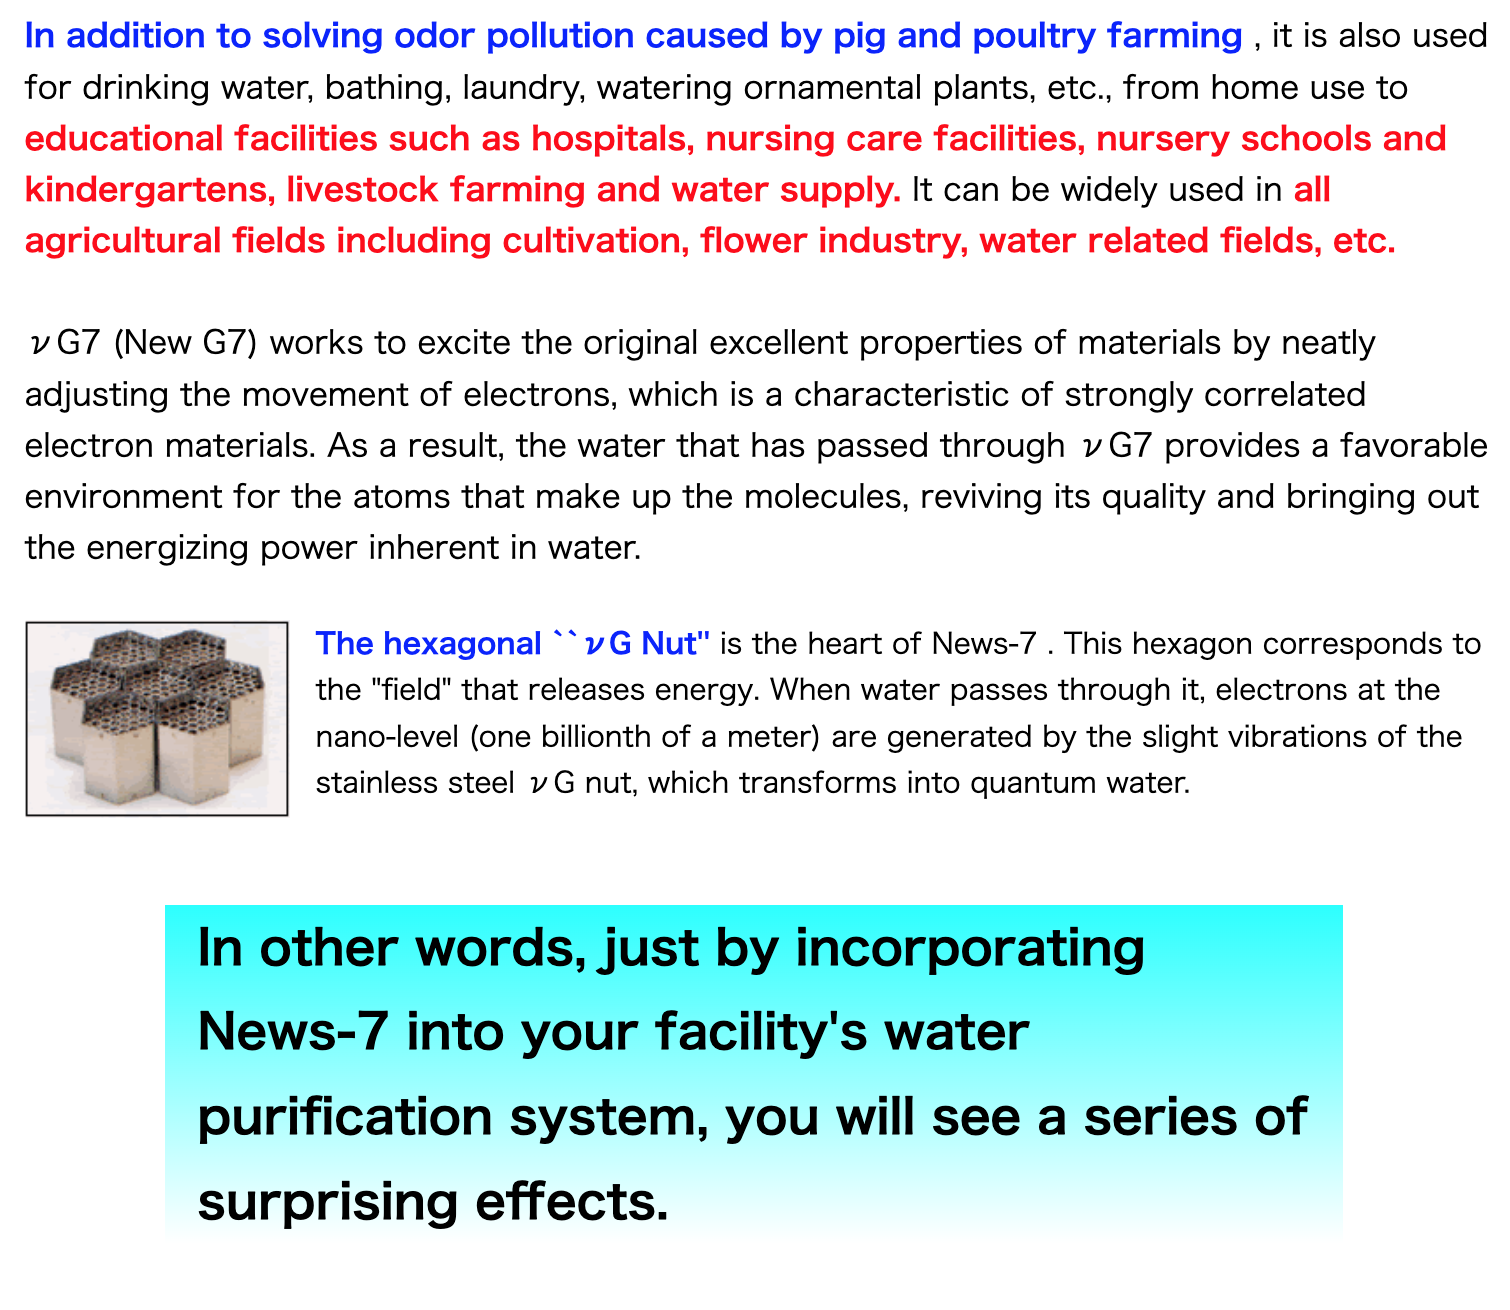 In addition to solving odor pollution caused by pig and poultry farming , it is also used
for drinking water, bathing, laundry, watering ornamental plants, etc., from home use to
educational facilities such as hospitals, nursing care facilities, nursery schools and
kindergartens, livestock farming and water supply. It can be widely used in all
agricultural fields including cultivation, flower industry, water related fields, etc.
νG7 (New G7) works to excite the original excellent properties of materials by neatly
adjusting the movement of electrons, which is a characteristic of strongly correlated
electron materials. As a result, the water that has passed through νG7 provides a favorable
environment for the atoms that make up the molecules, reviving its quality and bringing out
the energizing power inherent in water.
The hexagonal ``νG Nut" is the heart of News-7 . This hexagon corresponds to
the "field" that releases energy. When water passes through it, electrons at the
nano-level (one billionth of a meter) are generated by the slight vibrations of the
stainless steel νG nut, which transforms into quantum water.
In other words, just by incorporating
News-7 into your facility's water
purification system, you will see a series of
surprising effects.